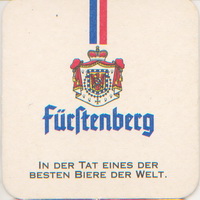 Fürstenberg
IN DER TAT EINES DER
BESTEN BIERE DER WELT.